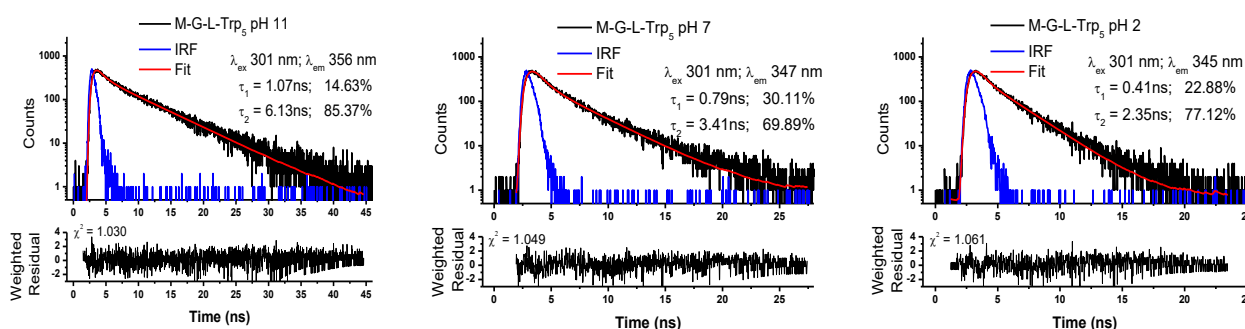 M-G-L-Trp5 pH 11
IRF
Fit
λex 301 nm; λem 356 nm
τ1 = 1.07ns; 14.63%
τ2 = 6.13ns; 85.37%
1000
100
10
1
Counts
0 5 10 15 20 25 30 35 40 45
χ2 = 1.030
4
2
0
-2
Weighted
Residual
0 5 10 15 20 25 30 35 40 45
Time (ns)
M-G-L-Trp5 pH 7
IRF
Fit
λex 301 nm; λem 347 nm
τ1 = 0.79ns; 30.11%
τ2 = 3.41ns; 69.89%
1000
100
10
1
Counts
0 5 10 15 20 25
χ2 = 1.049
4
2
0
-2
Weighted
Residual
0 5 10 15 20 25
Time (ns)
M-G-L-Trp5 pH 2
IRF
Fit
λex 301 nm; λem 345 nm
τ1 = 0.41ns; 22.88%
τ2 = 2.35ns; 77.12%
1000
100
10
1
Counts
0 5 10 15 20 25
χ2 = 1.061
4
2
0
-2
Weighted
Residual
0 5 10 15 20 25
Time (ns)